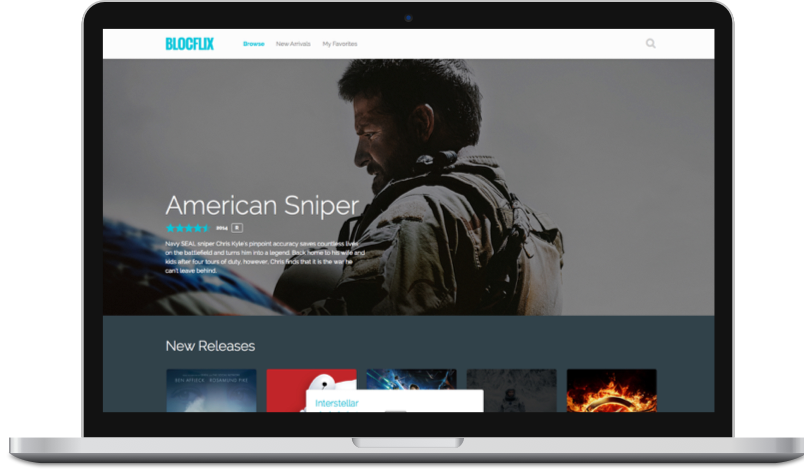 BLOCFLIX Browse New Arrivals My Favorites
American Sniper
2014 R
Navy SEAL sniper Chris Kyle's pinpoint accuracy saves countless lives
on the battlefield and turns him into a legend. Back home to his wife and
kids after four tours of duty, however, Chris finds that it is the war he
can't leave behind.
New Releases
BEN AFFLECK ROSAMUND PIKE
Interstellar